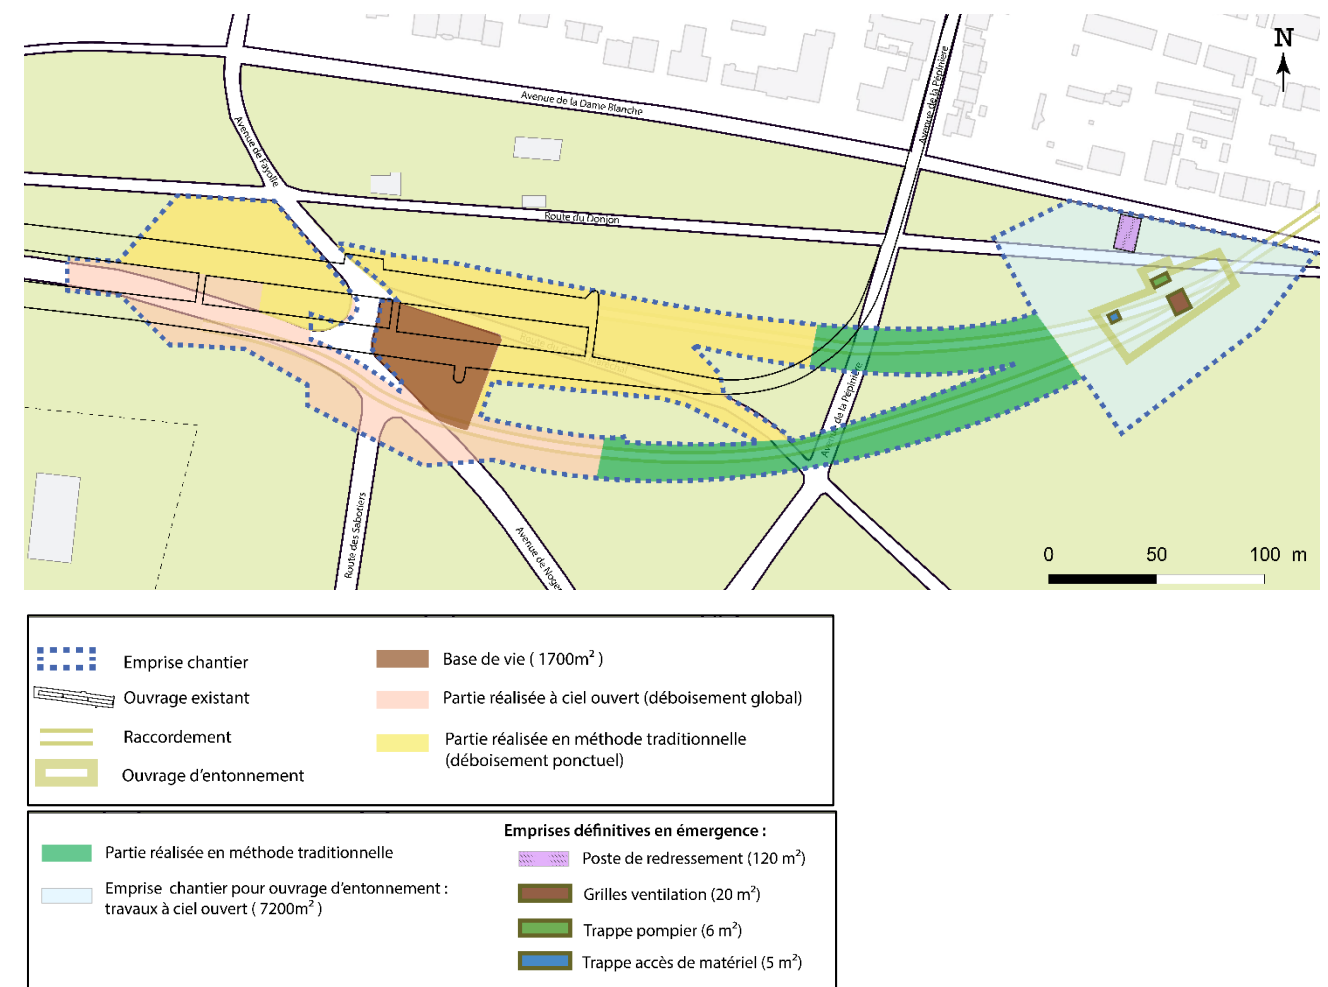 N
Avenue de la Dame Blanche
Avenue de la Pépinière
Avenue de Fayolle
Route du Donjon
Avenue de la Pépinière
Route des Sabotiers
Avenue de Noge
0 50 100 m
Emprise chantier
Ouvrage existant
Raccordement
Ouvrage d'entonnement
Base de vie ( 1700m² )
Partie réalisée à ciel ouvert (déboisement global)
Partie réalisée en méthode traditionnelle
(déboisement ponctuel)
Partie réalisée en méthode traditionnelle
Emprise chantier pour ouvrage d'entonnement :
travaux à ciel ouvert ( 7200m² )
Emprises définitives en émergence :
Poste de redressement (120 m²)
Grilles ventilation (20 m²)
Trappe pompier (6 m²)
Trappe accès de matériel (5 m²)